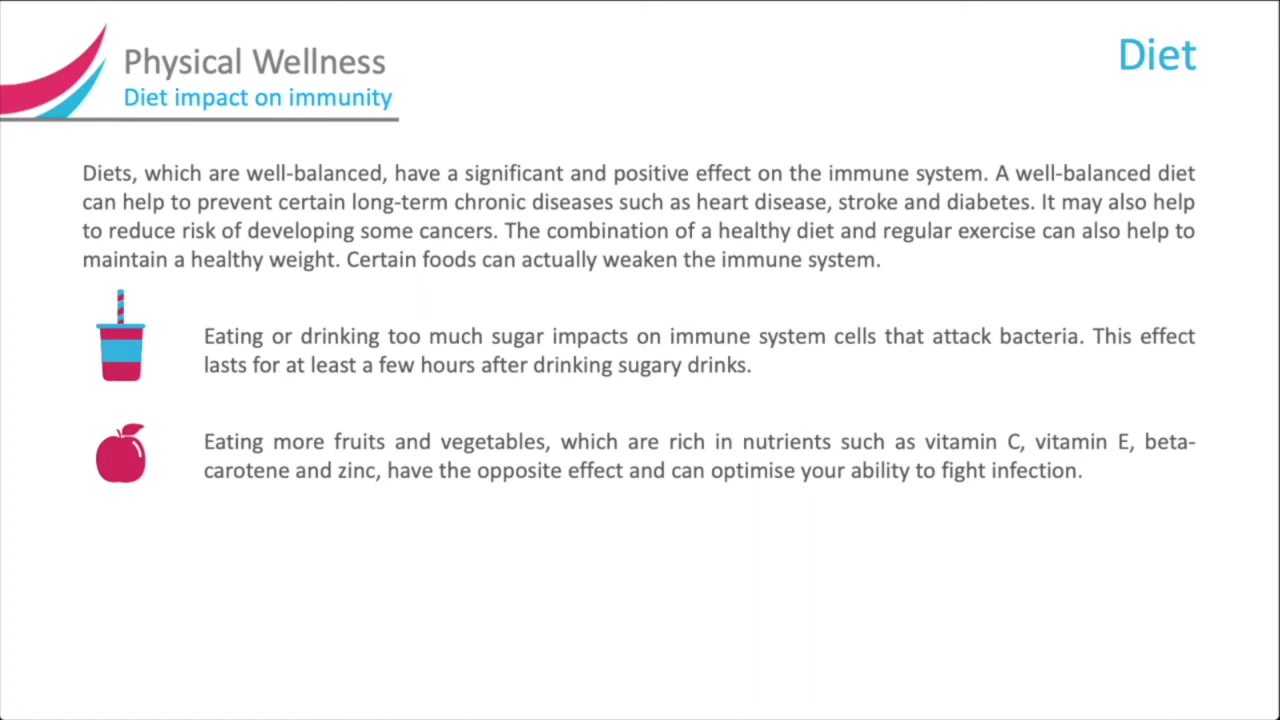 Physical Wellness
Diet
Diet impact on immunity
Diets, which are well-balanced, have a significant and positive effect on the immune system. A well-balanced diet
can help to prevent certain long-term chronic diseases such as heart disease, stroke and diabetes. It may also help
to reduce risk of developing some cancers. The combination of a healthy diet and regular exercise can also help to
maintain a healthy weight. Certain foods can actually weaken the immune system.
Eating or drinking too much sugar impacts on immune system cells that attack bacteria. This effect
lasts for at least a few hours after drinking sugary drinks.
Eating more fruits and vegetables, which are rich in nutrients such as vitamin C, vitamin E, beta-
carotene and zinc, have the opposite effect and can optimise your ability to fight infection.